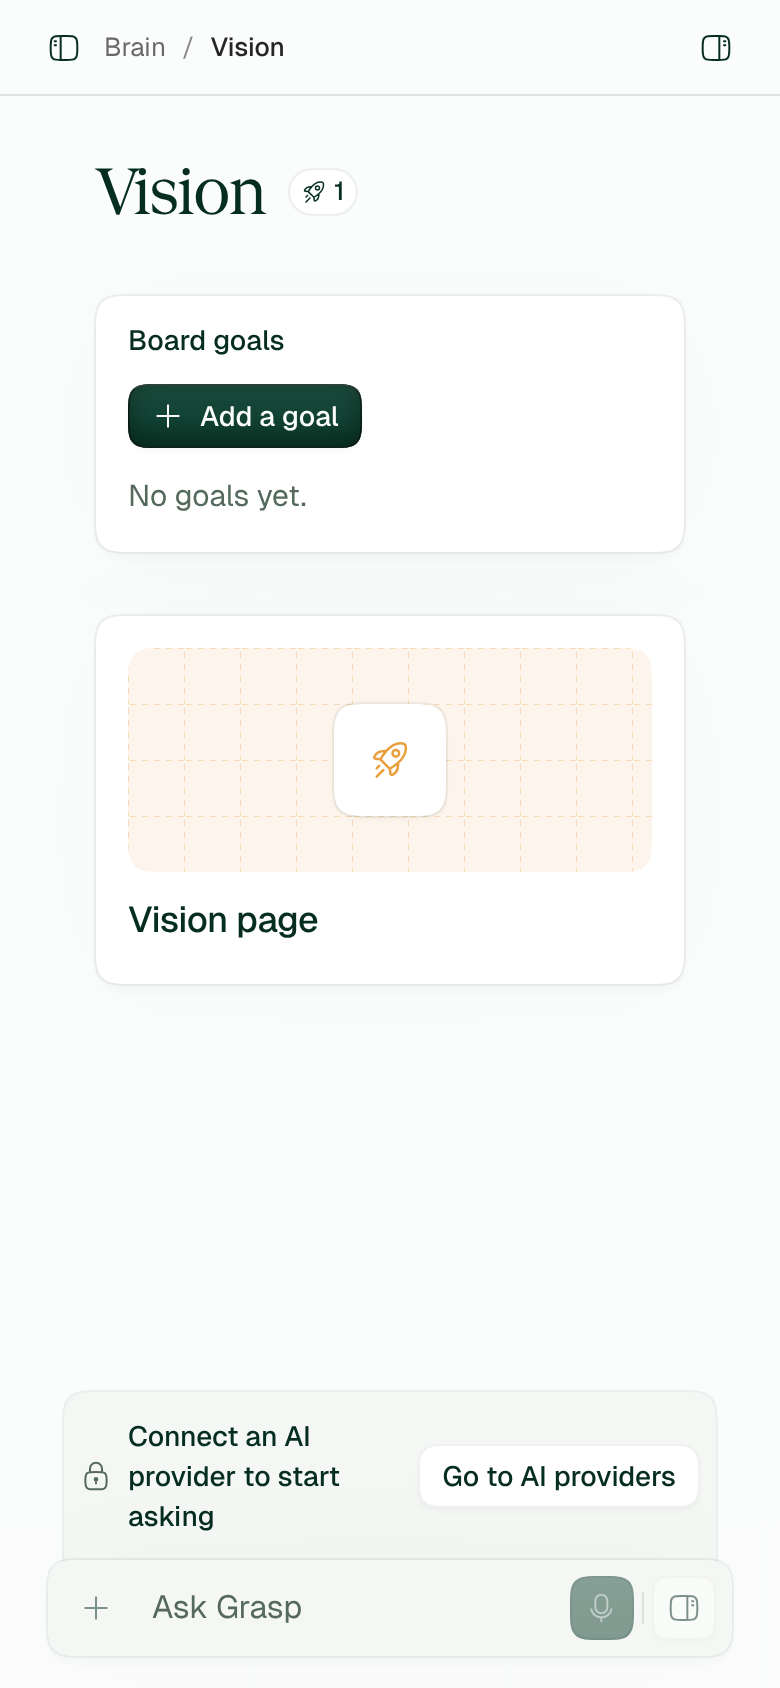 Brain / Vision
Vision
1
Board goals
Add a goal
No goals yet.
Vision page
Connect an AI
provider to start
asking
Go to AI providers
Ask Grasp